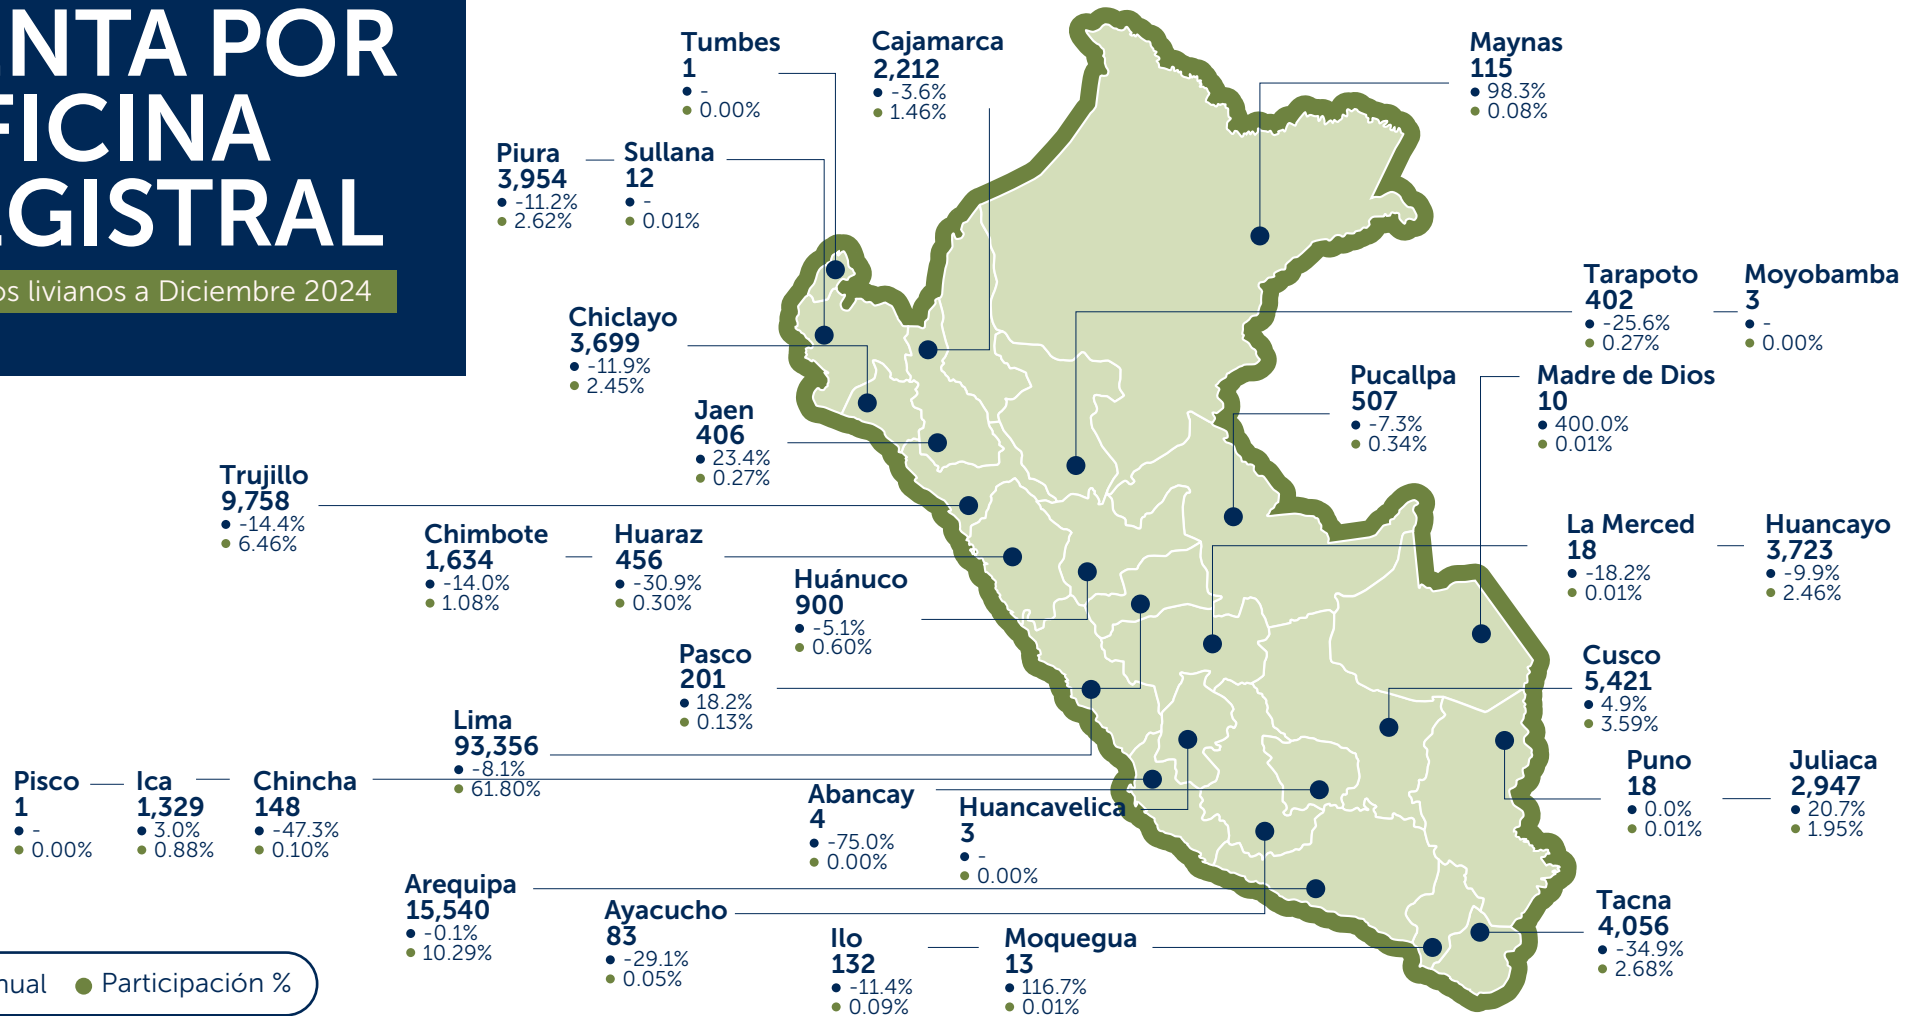 NTA POR
FICINA
GISTRAL
os livianos a Diciembre 2024
Tumbes
1
-
0.00%
Cajamarca
2,212
-3.6%
1.46%
Maynas
115
98.3%
0.08%
Piura
3,954
-11.2%
2.62%
Sullana
12
-
0.01%
Tarapoto
402
-25.6%
0.27%
Moyobamba
3
-
0.00%
Chiclayo
3,699
-11.9%
2.45%
Pucallpa
507
-7.3%
0.34%
Madre de Dios
10
400.0%
0.01%
Jaen
406
23.4%
0.27%
Trujillo
9,758
-14.4%
6.46%
Chimbote
1,634
-14.0%
1.08%
Huaraz
456
-30.9%
0.30%
La Merced
18
-18.2%
0.01%
Huancayo
3,723
-9.9%
2.46%
Huánuco
900
-5.1%
0.60%
Pasco
201
18.2%
0.13%
Cusco
5,421
4.9%
3.59%
Lima
93,356
-8.1%
61.80%
Pisco
1
-
0.00%
Ica
1,329
3.0%
0.88%
Chincha
148
-47.3%
0.10%
Abancay
4
-75.0%
0.00%
Huancavelica
3
-
0.00%
Puno
18
0.0%
0.01%
Juliaca
2,947
20.7%
1.95%
Arequipa
15,540
-0.1%
10.29%
Ayacucho
83
-29.1%
0.05%
Ilo
132
-11.4%
0.09%
Moquegua
13
116.7%
0.01%
Tacna
4,056
-34.9%
2.68%
nual
Participación %